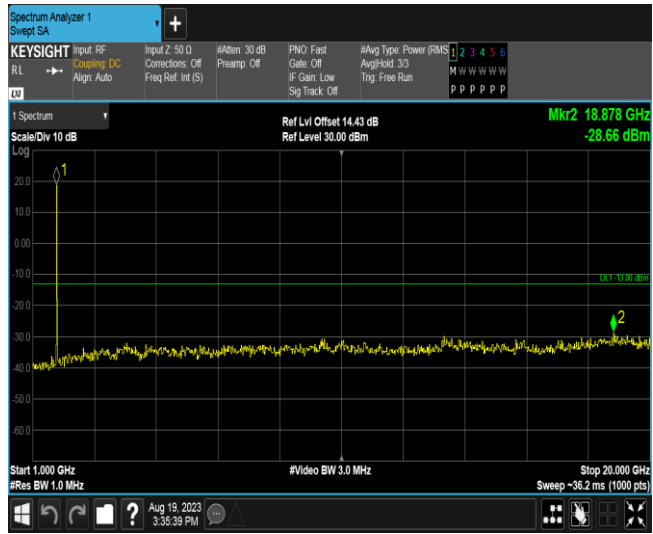 Spectrum Analyzer 1
Swept SA
KEYSIGHT
RL
LXI
Input: RF
Coupling: DC
Align: Auto
Input Z: 50 Ω
Corrections: Off
Freq Ref: Int (S)
#Atten: 30 dB
Preamp: Off
PNO: Fast
Gate: Off
IF Gain: Low
Sig Track: Off
#Avg Type: Power (RMS
Avg|Hold: 3/3
Trig: Free Run
1 2 3 4 5 6
M W W W W W
P P P P P P
1 Spectrum
Scale/Div 10 dB
Log
Ref Lvl Offset 14.43 dB
Ref Level 30.00 dBm
Mkr2 18.878 GHz
-28.66 dBm
1
20.0
10.0
0.00
-10.0
DL1 -13.00 dBm
-20.0
2
-30.0
-40.0
-50.0
-60.0
Start 1.000 GHz
#Video BW 3.0 MHz
Stop 20.000 GHz
#Res BW 1.0 MHz
Sweep ~36.2 ms (1000 pts)
?
Aug 19, 2023
3:35:39 PM